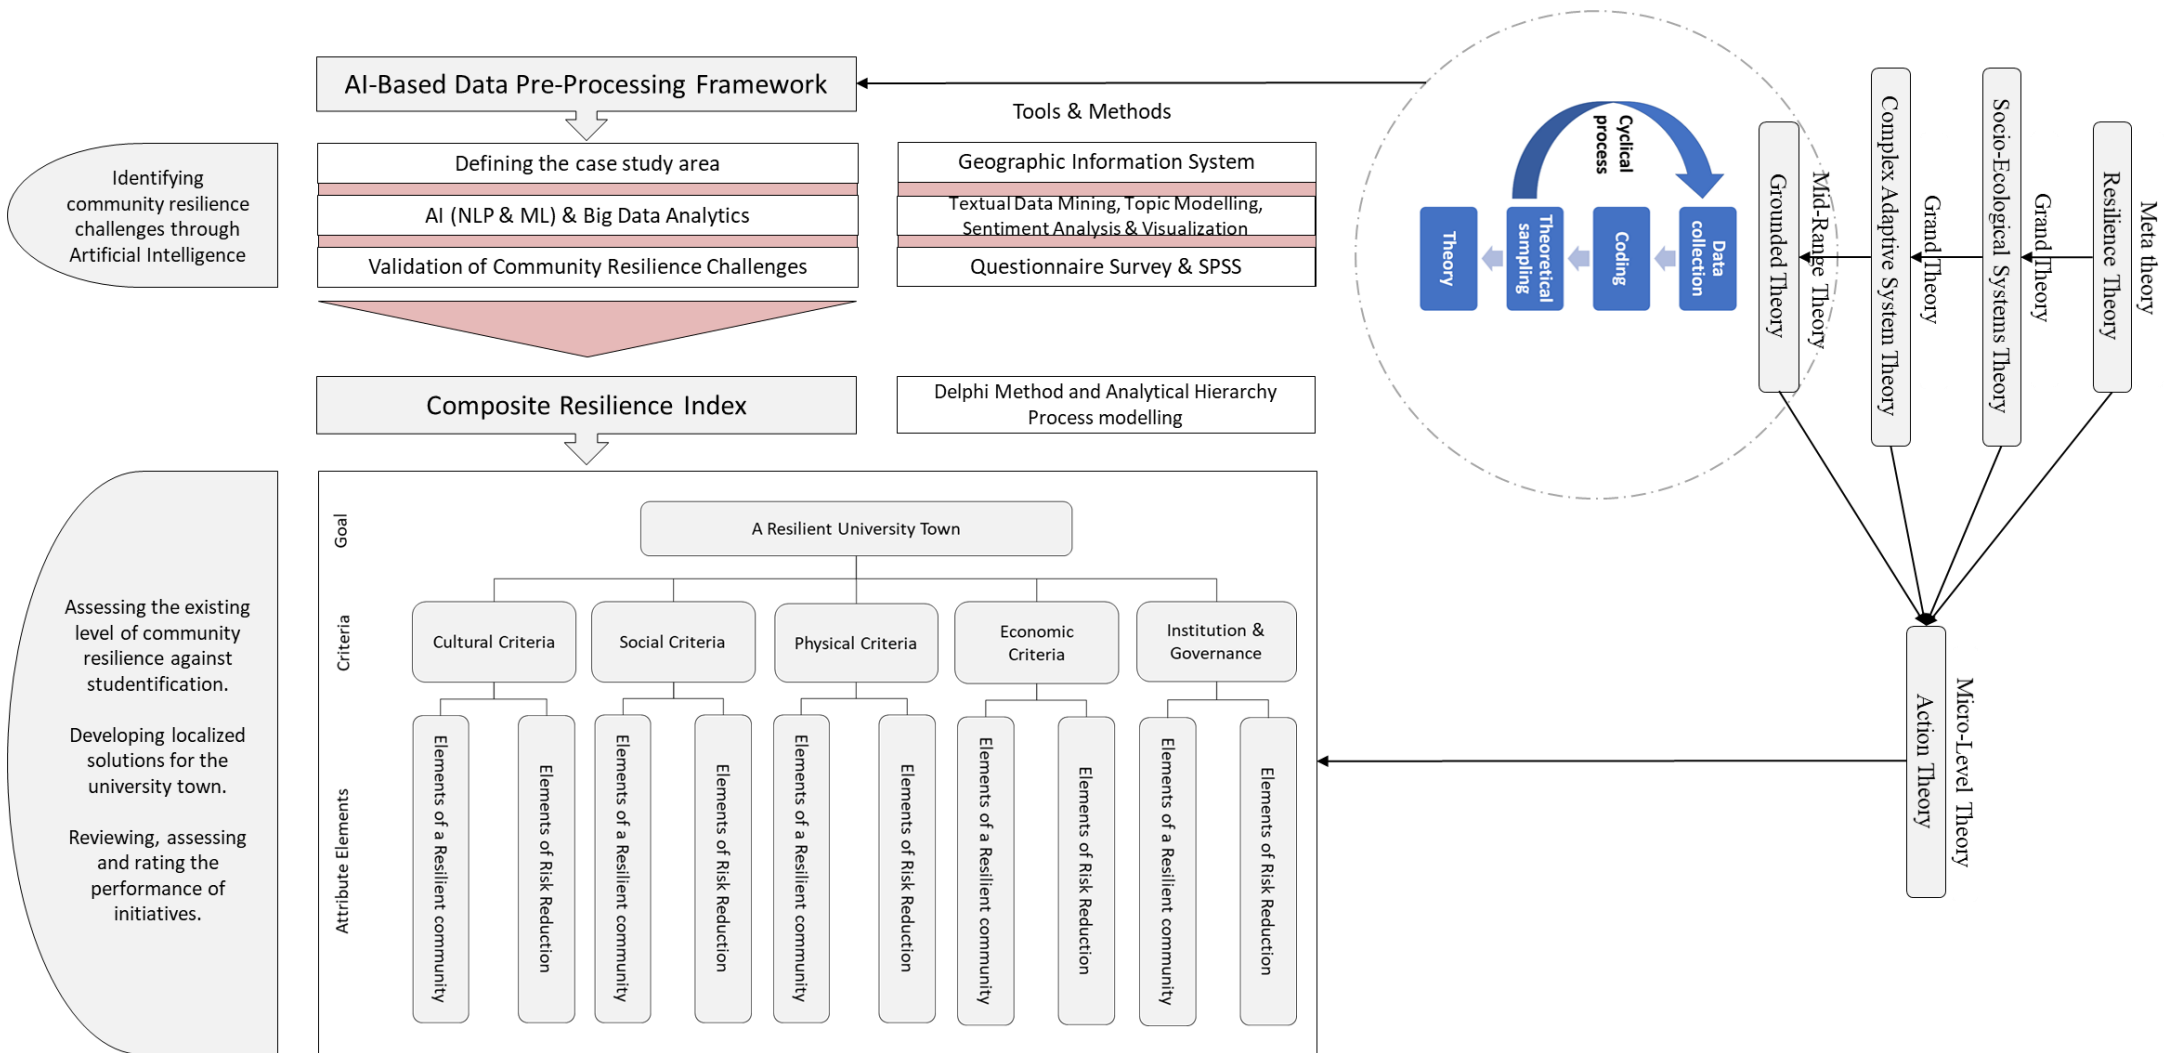 AI-Based Data Pre-Processing Framework
Tools & Methods
Identifying
community resilience
challenges through
Artificial Intelligence
Defining the case study area
AI (NLP & ML) & Big Data Analytics
Validation of Community Resilience Challenges
Geographic Information System
Textual Data Mining, Topic Modelling,
Sentiment Analysis & Visualization
Questionnaire Survey & SPSS
Cyclical
process
Theory
Theoretical
sampling
Coding
Data
collection
Grounded Theory
Mid-Range Theory
Complex Adaptive System Theory
Grand Theory
Socio-Ecological Systems Theory
Grand Theory
Resilience Theory
Meta theory
Composite Resilience Index
Delphi Method and Analytical Hierarchy
Process modelling
Assessing the existing
level of community
resilience against
studentification.
Developing localized
solutions for the
university town.
Reviewing, assessing
and rating the
performance of
initiatives.
Goal
A Resilient University Town
Criteria
Cultural Criteria
Social Criteria
Physical Criteria
Economic
Criteria
Institution &
Governance
Attribute Elements
Elements of a Resilient community
Elements of Risk Reduction
Elements of a Resilient community
Elements of Risk Reduction
Elements of a Resilient community
Elements of Risk Reduction
Elements of a Resilient community
Elements of Risk Reduction
Elements of a Resilient community
Elements of Risk Reduction
Action Theory
Micro-Level Theory